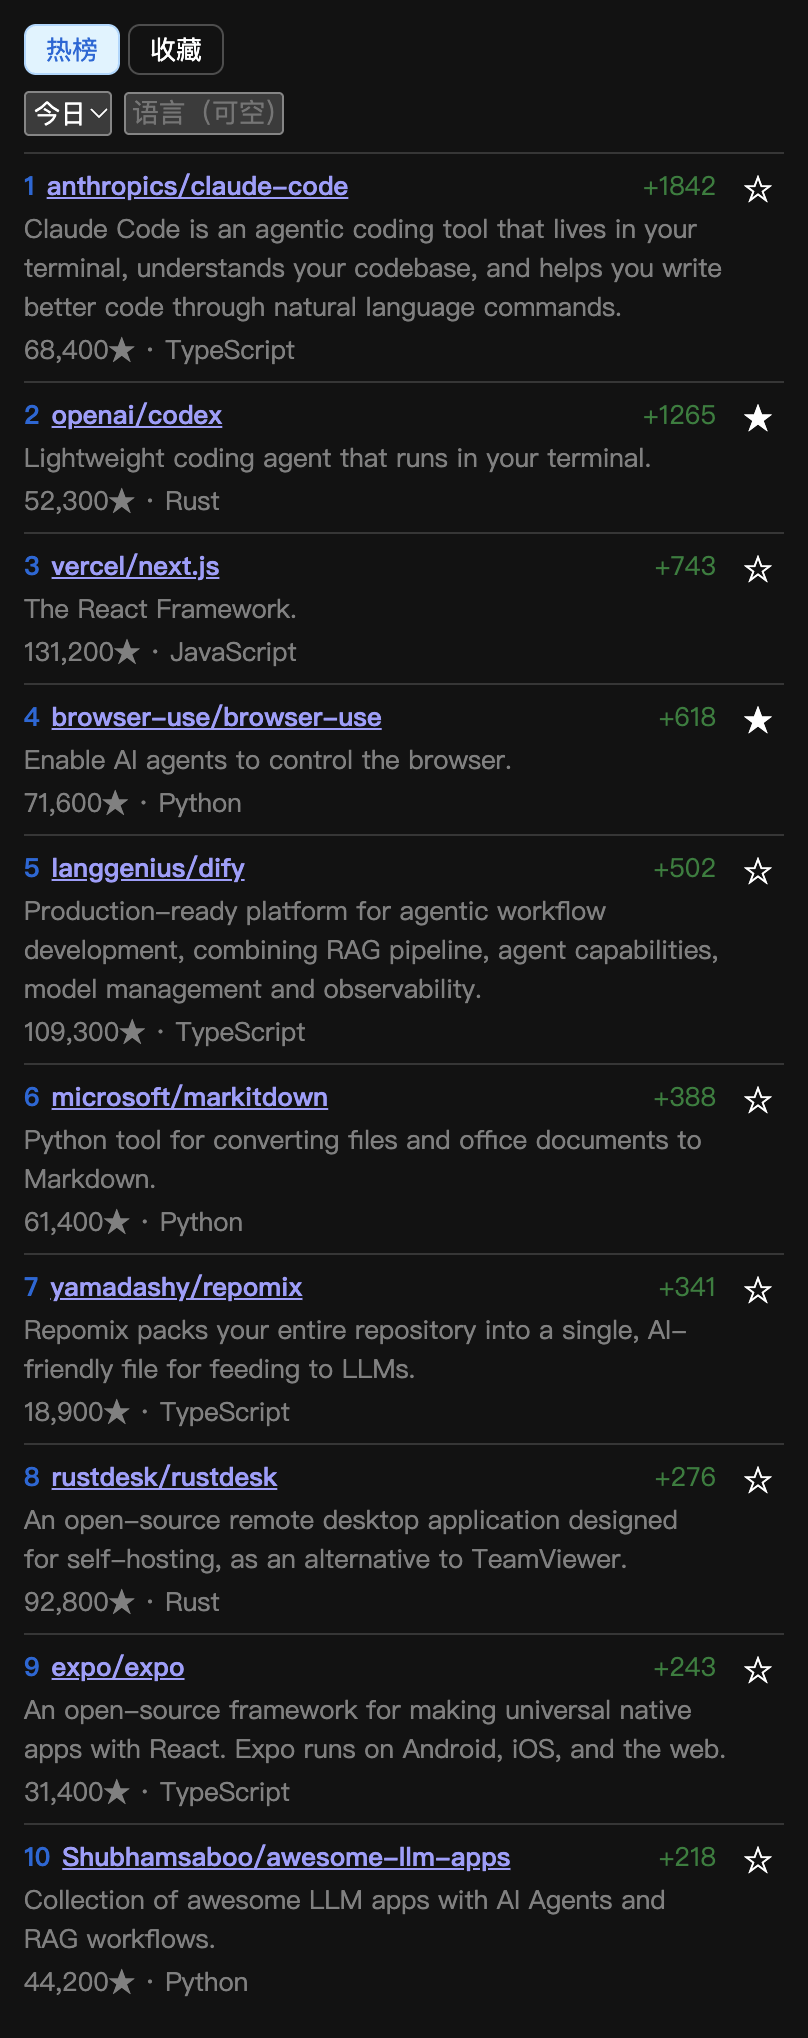 热榜 收藏
今日 语言（可空）
1 anthropics/claude-code +1842 ☆
Claude Code is an agentic coding tool that lives in your
terminal, understands your codebase, and helps you write
better code through natural language commands.
68,400★ · TypeScript
2 openai/codex +1265 ★
Lightweight coding agent that runs in your terminal.
52,300★ · Rust
3 vercel/next.js +743 ☆
The React Framework.
131,200★ · JavaScript
4 browser-use/browser-use +618 ★
Enable AI agents to control the browser.
71,600★ · Python
5 langgenius/dify +502 ☆
Production-ready platform for agentic workflow
development, combining RAG pipeline, agent capabilities,
model management and observability.
109,300★ · TypeScript
6 microsoft/markitdown +388 ☆
Python tool for converting files and office documents to
Markdown.
61,400★ · Python
7 yamadashy/repomix +341 ☆
Repomix packs your entire repository into a single, AI-
friendly file for feeding to LLMs.
18,900★ · TypeScript
8 rustdesk/rustdesk +276 ☆
An open-source remote desktop application designed
for self-hosting, as an alternative to TeamViewer.
92,800★ · Rust
9 expo/expo +243 ☆
An open-source framework for making universal native
apps with React. Expo runs on Android, iOS, and the web.
31,400★ · TypeScript
10 Shubhamsaboo/awesome-llm-apps +218 ☆
Collection of awesome LLM apps with AI Agents and
RAG workflows.
44,200★ · Python